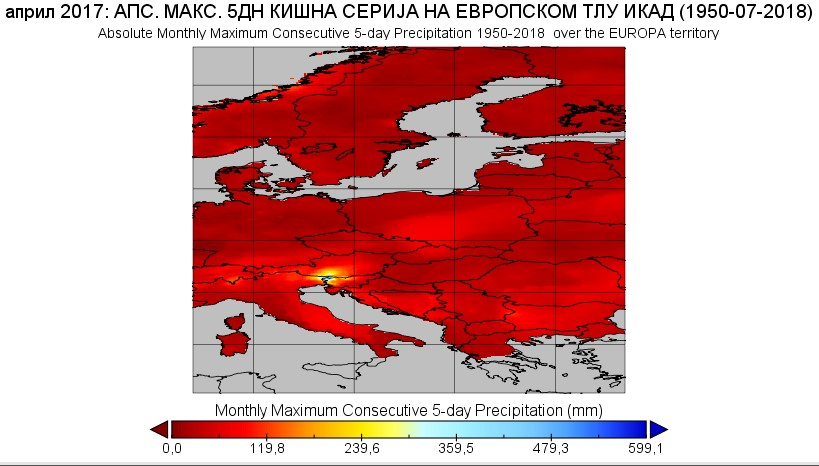 април 2017: АПС. МАКС. 5ДН КИШНА СЕРИЈА НА ЕВРОПСКОМ ТЛУ ИКАД (1950-07-2018)
Absolute Monthly Maximum Consecutive 5-day Precipitation 1950-2018 over the EUROPA territory
Monthly Maximum Consecutive 5-day Precipitation (mm)
0,0 119,8 239,6 359,5 479,3 599,1